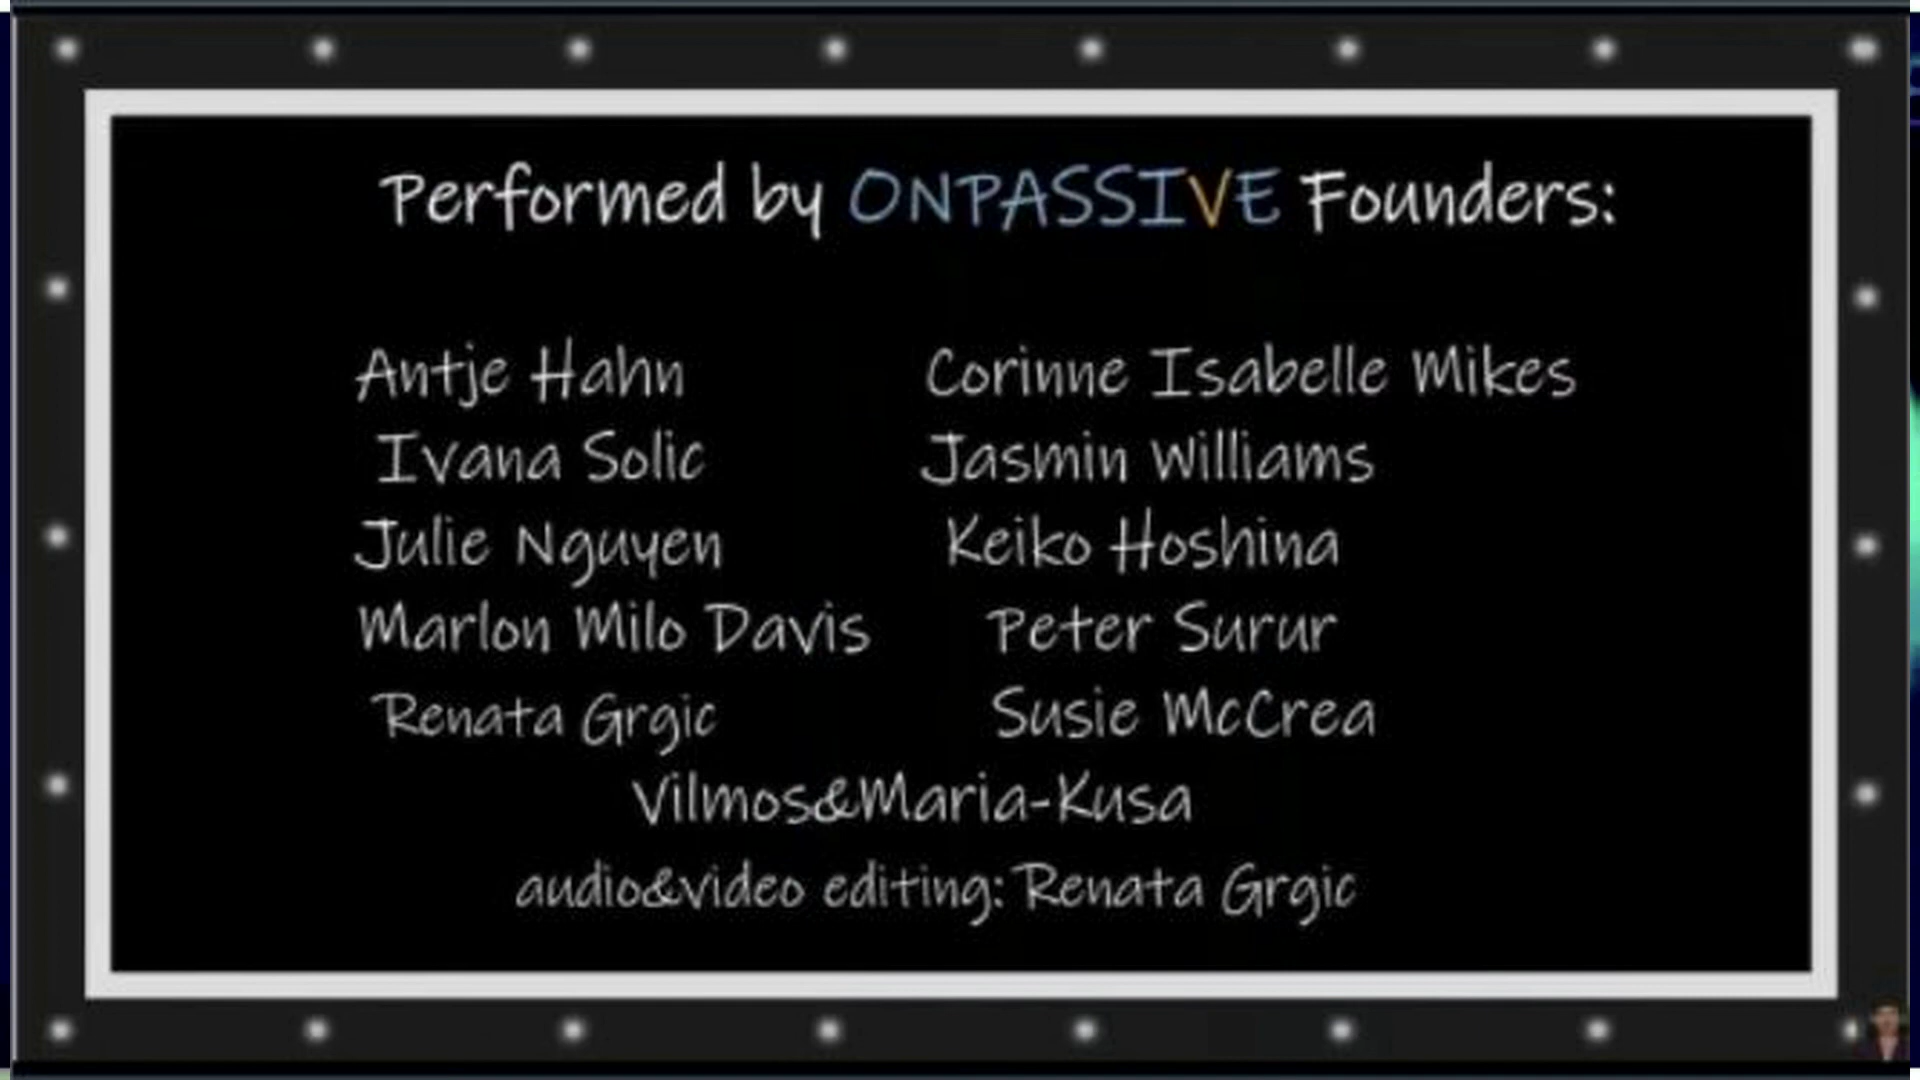 Performed by ONPASSIVE Founders:
Antje Hahn Corinne Isabelle Mikes
Ivana Solic Jasmin Williams
Julie Nguyen Keiko Hoshina
Marlon Milo Davis Peter Surur
Renata Grgic Susie McCrea
Vilmos&Maria-Kusa
audio&video editing: Renata Grgic